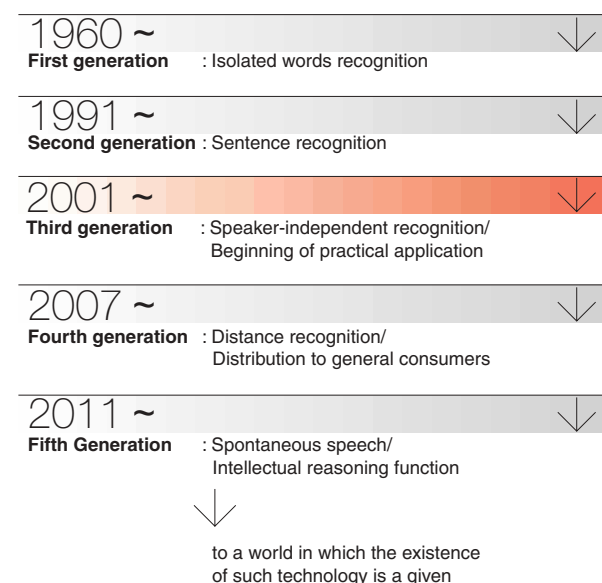 1960 ~
First generation : Isolated words recognition
1991 ~
Second generation : Sentence recognition
2001 ~
Third generation : Speaker-independent recognition/
Beginning of practical application
2007 ~
Fourth generation : Distance recognition/
Distribution to general consumers
2011 ~
Fifth Generation : Spontaneous speech/
Intellectual reasoning function
to a world in which the existence
of such technology is a given